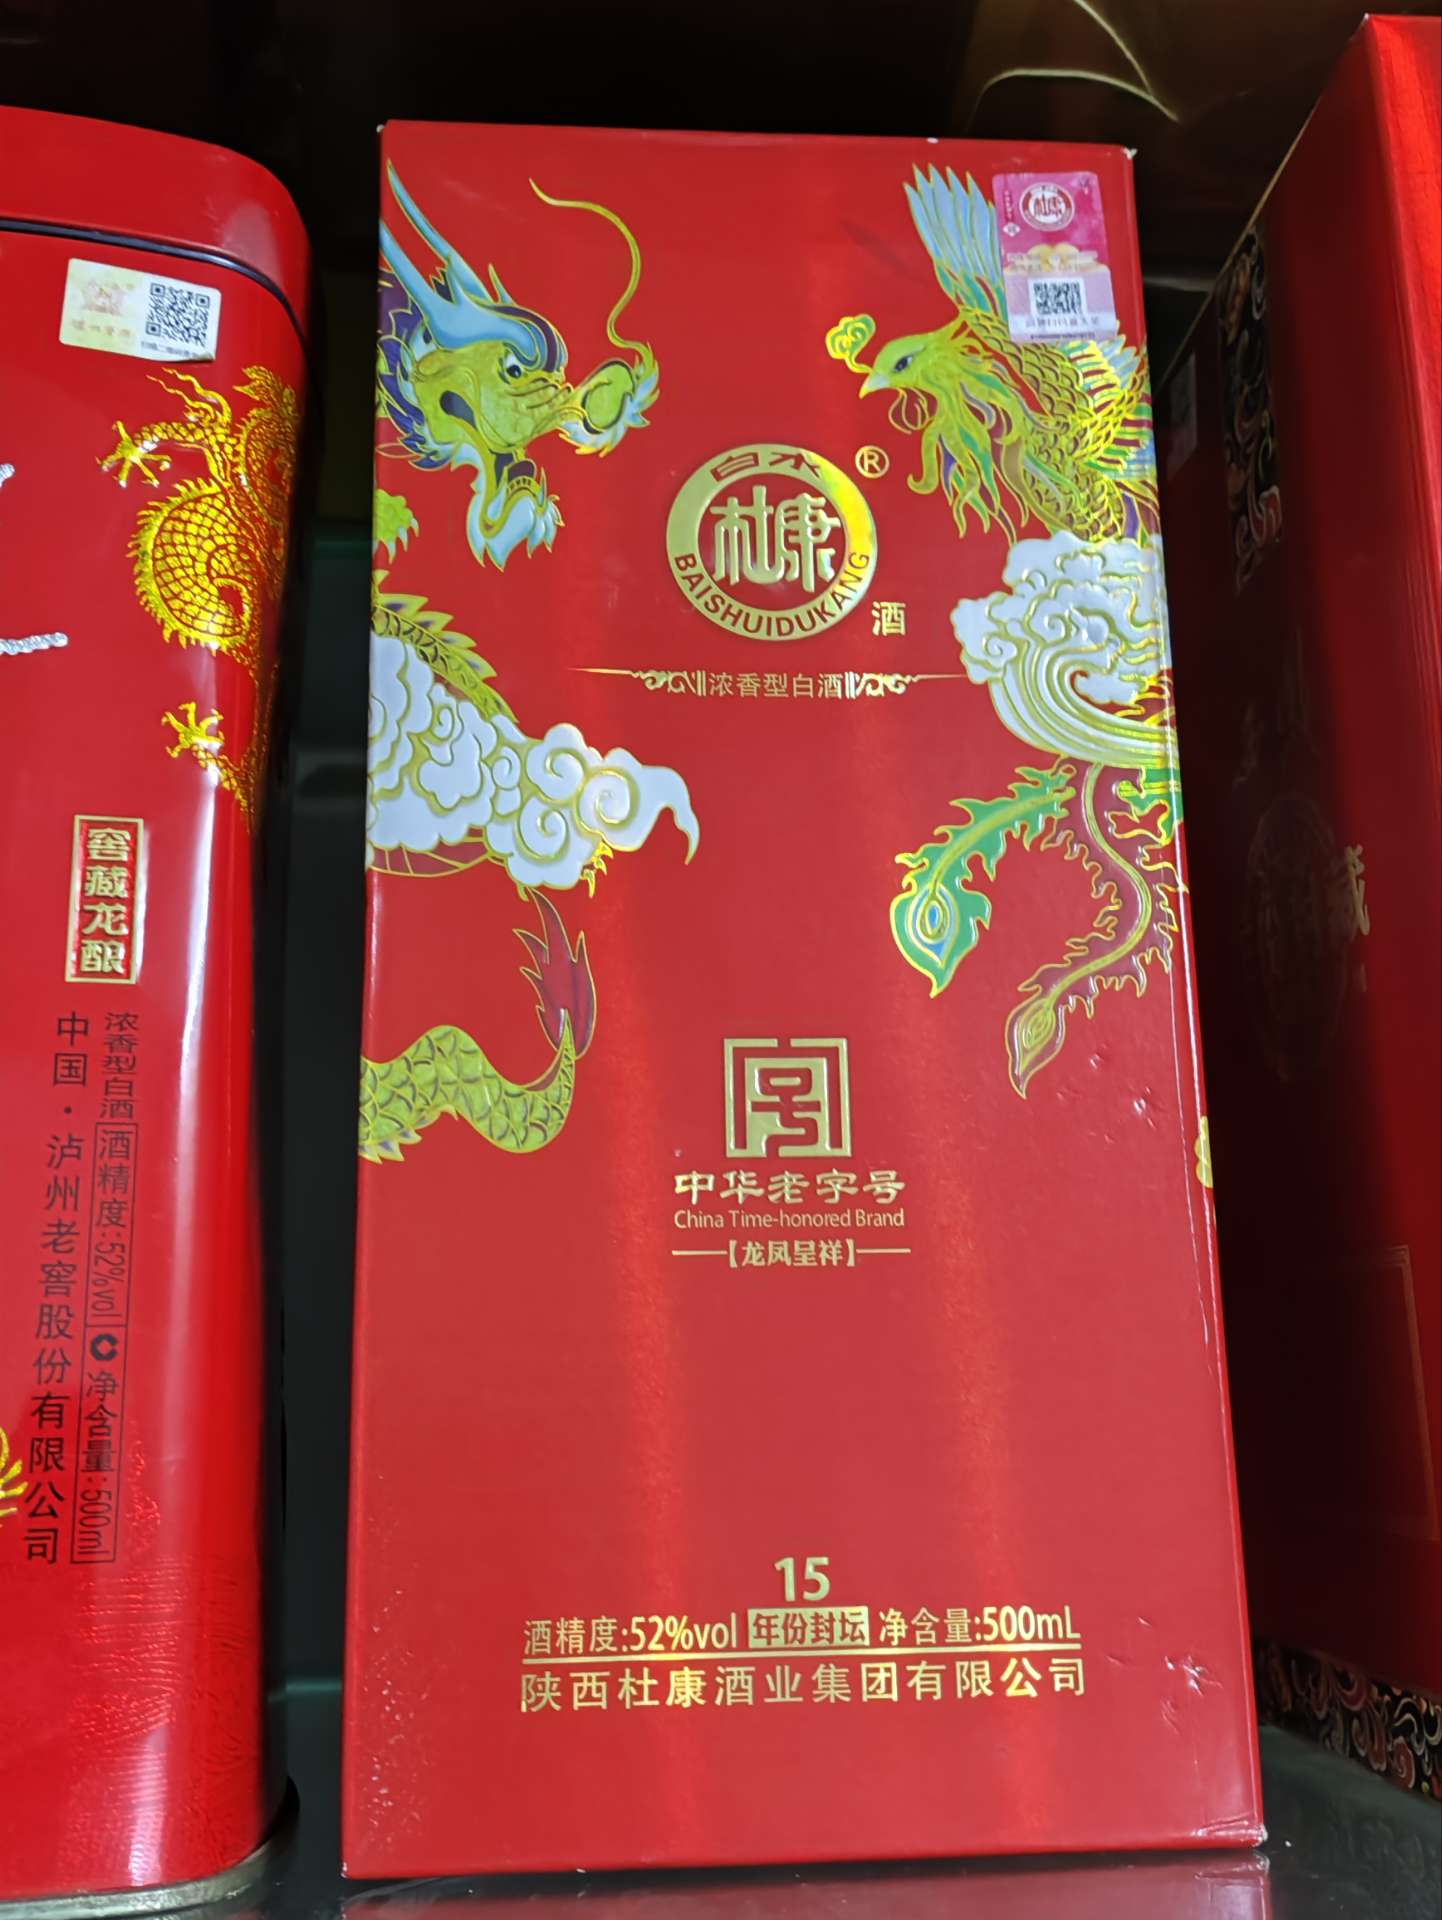 窖藏龙酿
浓香型白酒
酒精度:52%vol
净含量:500ml
中国·泸州老窖股份有限公司
白水
杜康
®
BAISHUIDUKANG
酒
浓香型白酒
号
中华老字号
China Time-honored Brand
【龙凤呈祥】
15
酒精度:52%vol 年份封坛 净含量:500mL
陕西杜康酒业集团有限公司
杜康
藏